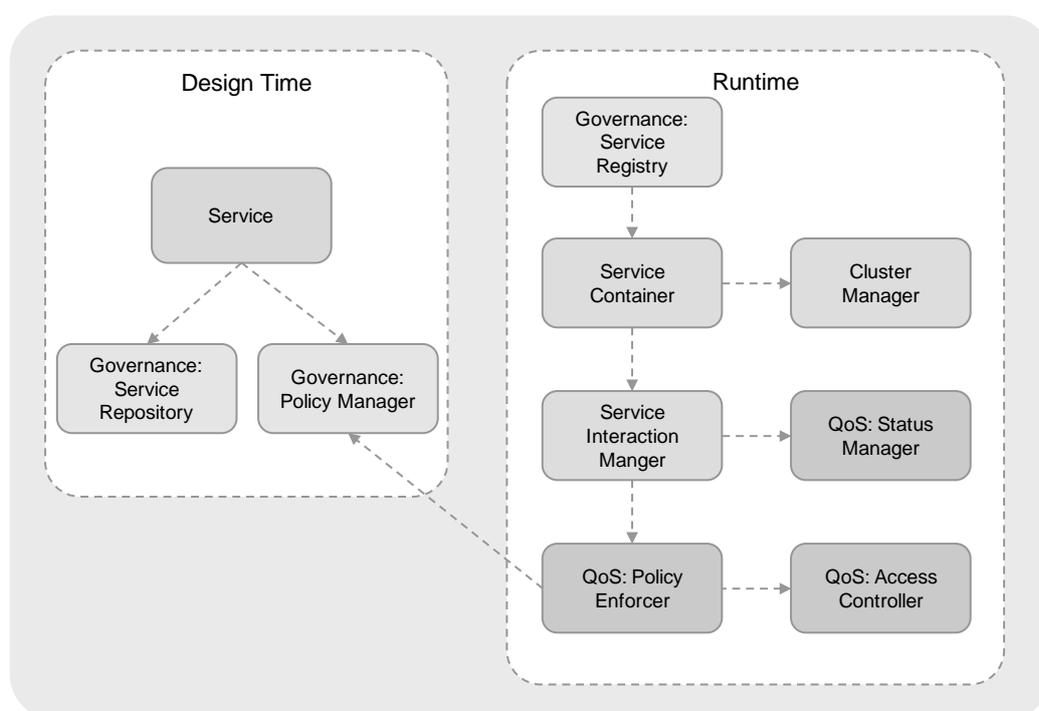 Design Time
Service
Governance:
Service
Repository
Governance:
Policy Manager
Runtime
Governance:
Service
Registry
Service
Container
Cluster
Manager
Service
Interaction
Manger
QoS: Status
Manager
QoS: Policy
Enforcer
QoS: Access
Controller